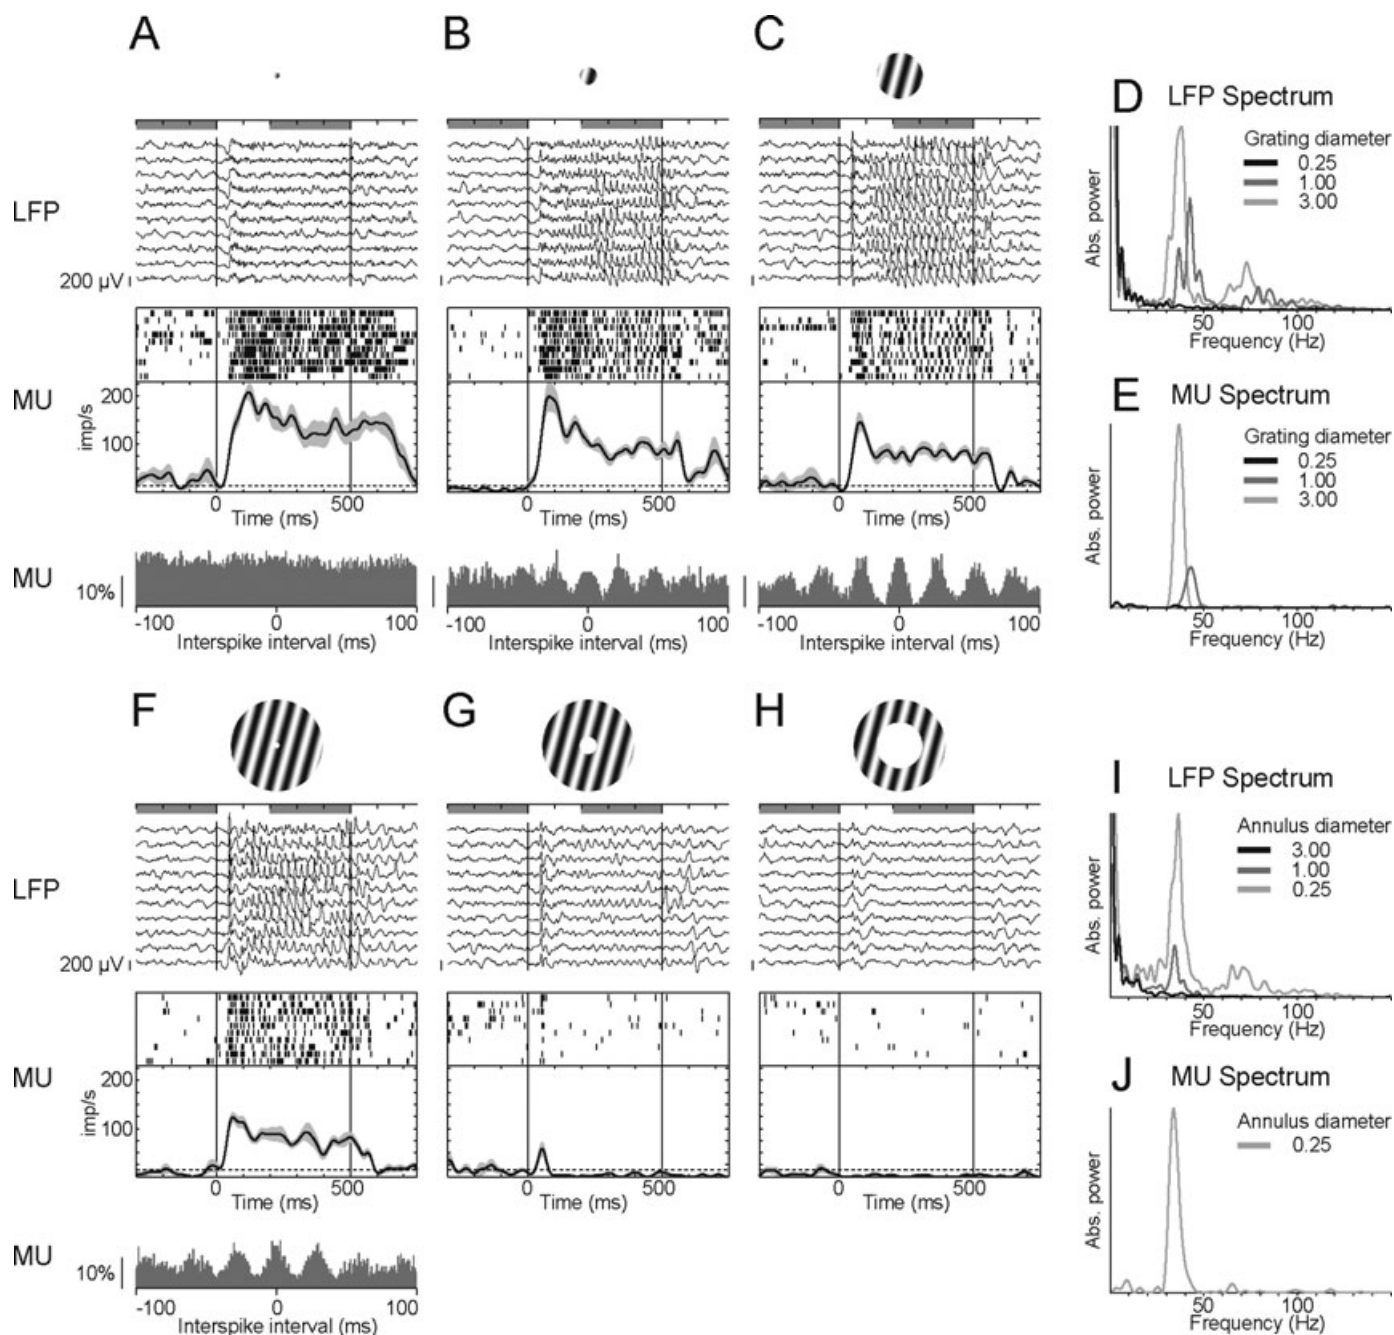 A
B
C
D LFP Spectrum
Grating diameter
0.25
1.00
3.00
Abs. power
50
100
Frequency (Hz)
LFP
200 µV
MU
200
100
imp/s
0
500
0
500
0
500
Time (ms)
Time (ms)
Time (ms)
E MU Spectrum
Grating diameter
0.25
1.00
3.00
Abs. power
50
100
Frequency (Hz)
MU
10%
-100
0
100
-100
0
100
-100
0
100
Interspike interval (ms)
Interspike interval (ms)
Interspike interval (ms)
F
G
H
I LFP Spectrum
Annulus diameter
3.00
1.00
0.25
Abs. power
50
100
Frequency (Hz)
LFP
200 µV
MU
200
100
imp/s
0
500
0
500
0
500
Time (ms)
Time (ms)
Time (ms)
J MU Spectrum
Annulus diameter
0.25
Abs. power
50
100
Frequency (Hz)
MU
10%
-100
0
100
Interspike interval (ms)